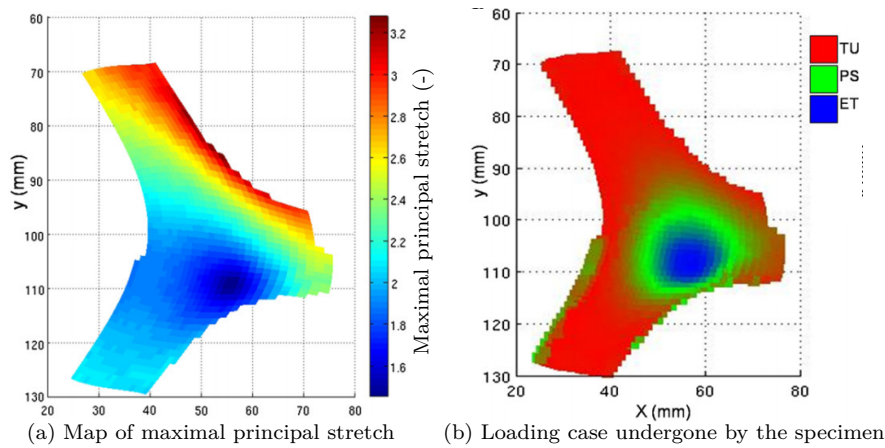 60
70
80
90
100
110
120
130
y (mm)
20 30 40 50 60 70 80
3.2
3
2.8
2.6
2.4
2.2
2
1.8
1.6
Maximal principal stretch (-)
(a) Map of maximal principal stretch
60
70
80
90
100
110
120
130
y (mm)
20 40 60 80
X (mm)
TU
PS
ET
(b) Loading case undergone by the specimen